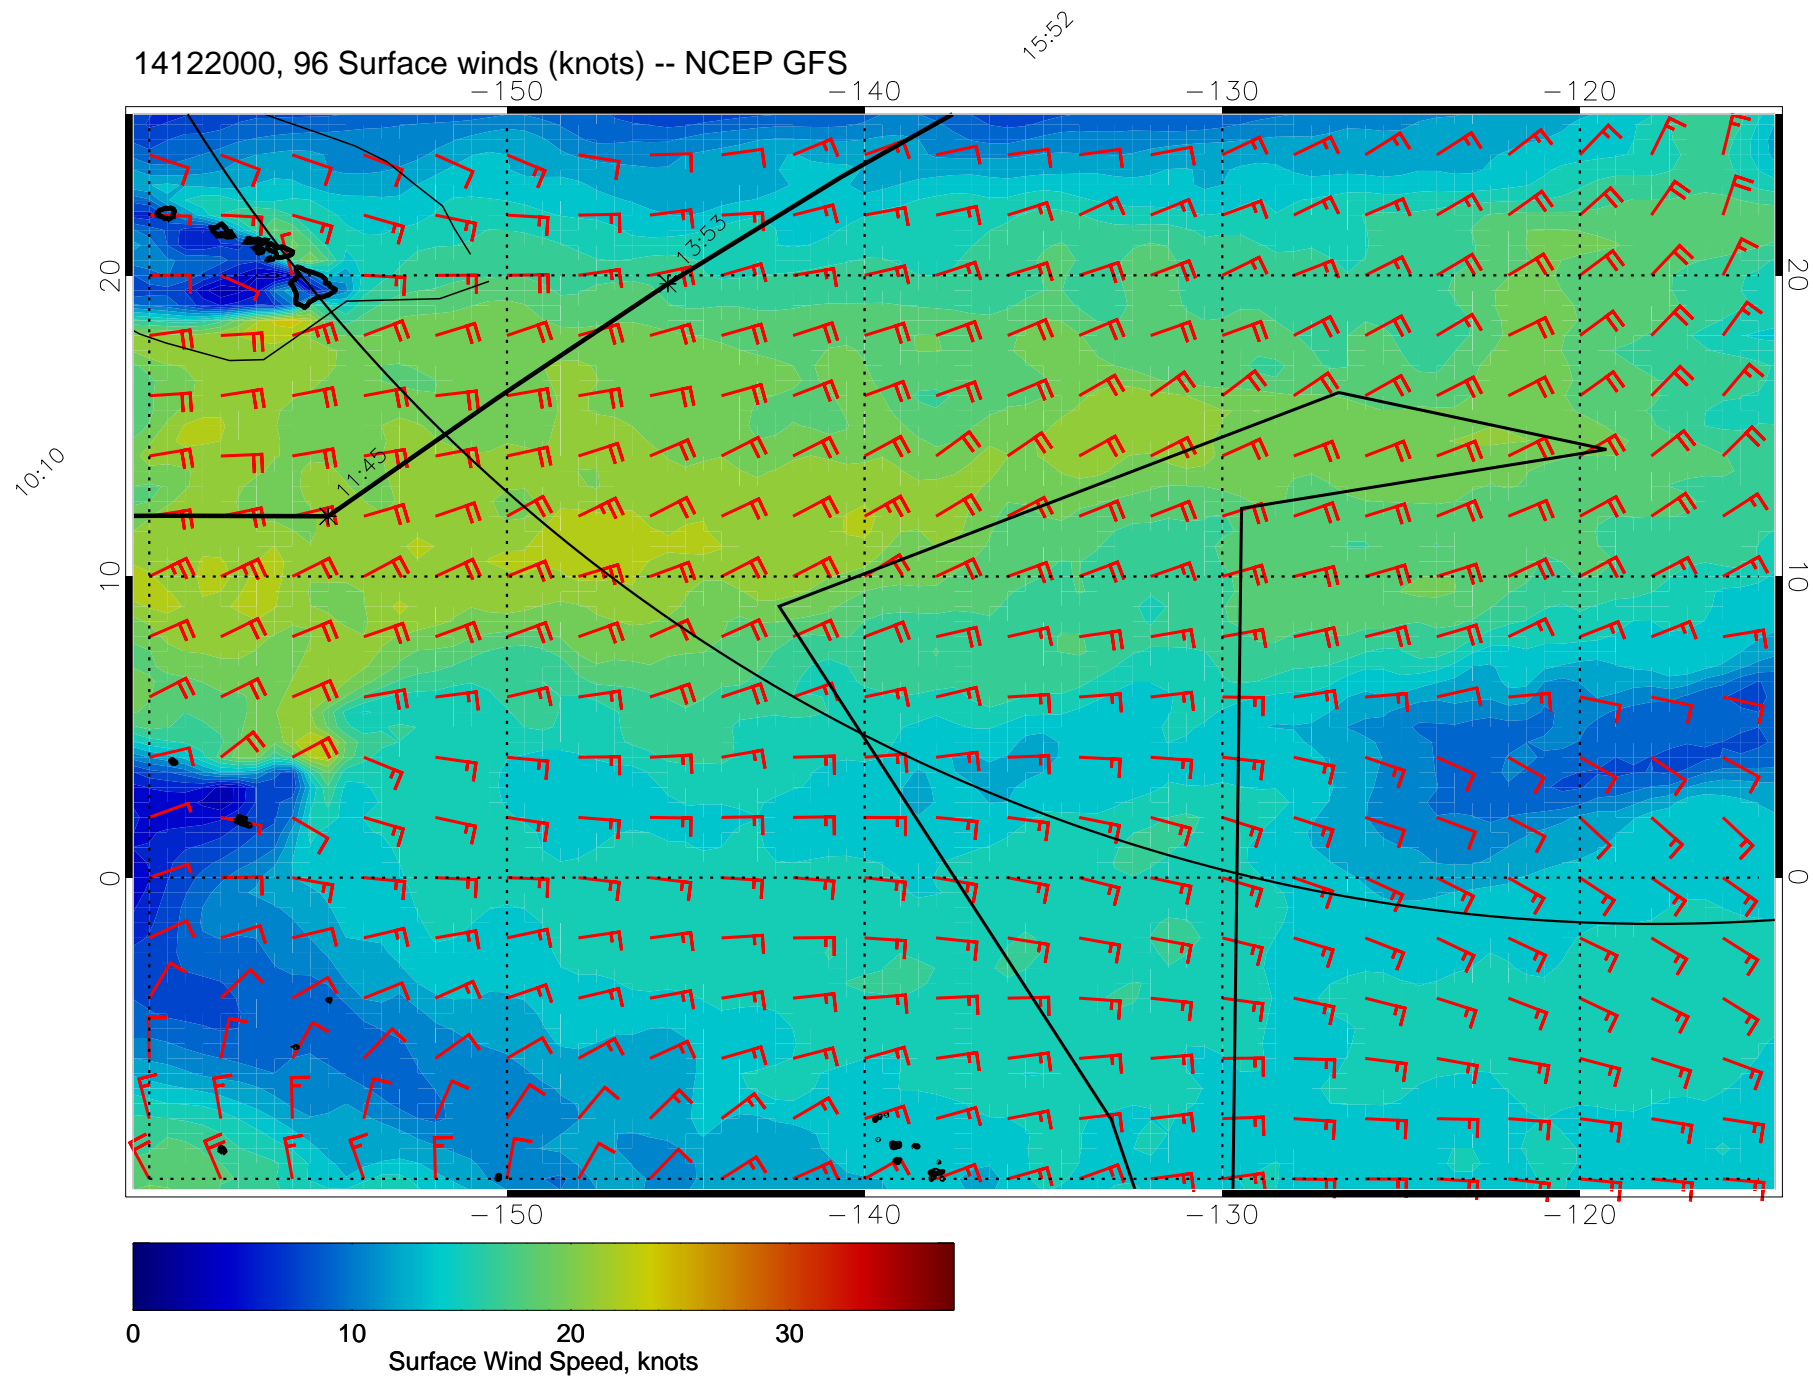 15:52
14122000, 96 Surface winds (knots) -- NCEP GFS
-150 -140 -130 -120
13:53
20 20
11:45
10:10
10 10
0 0
-150 -140 -130 -120
0 10 20 30
Surface Wind Speed, knots